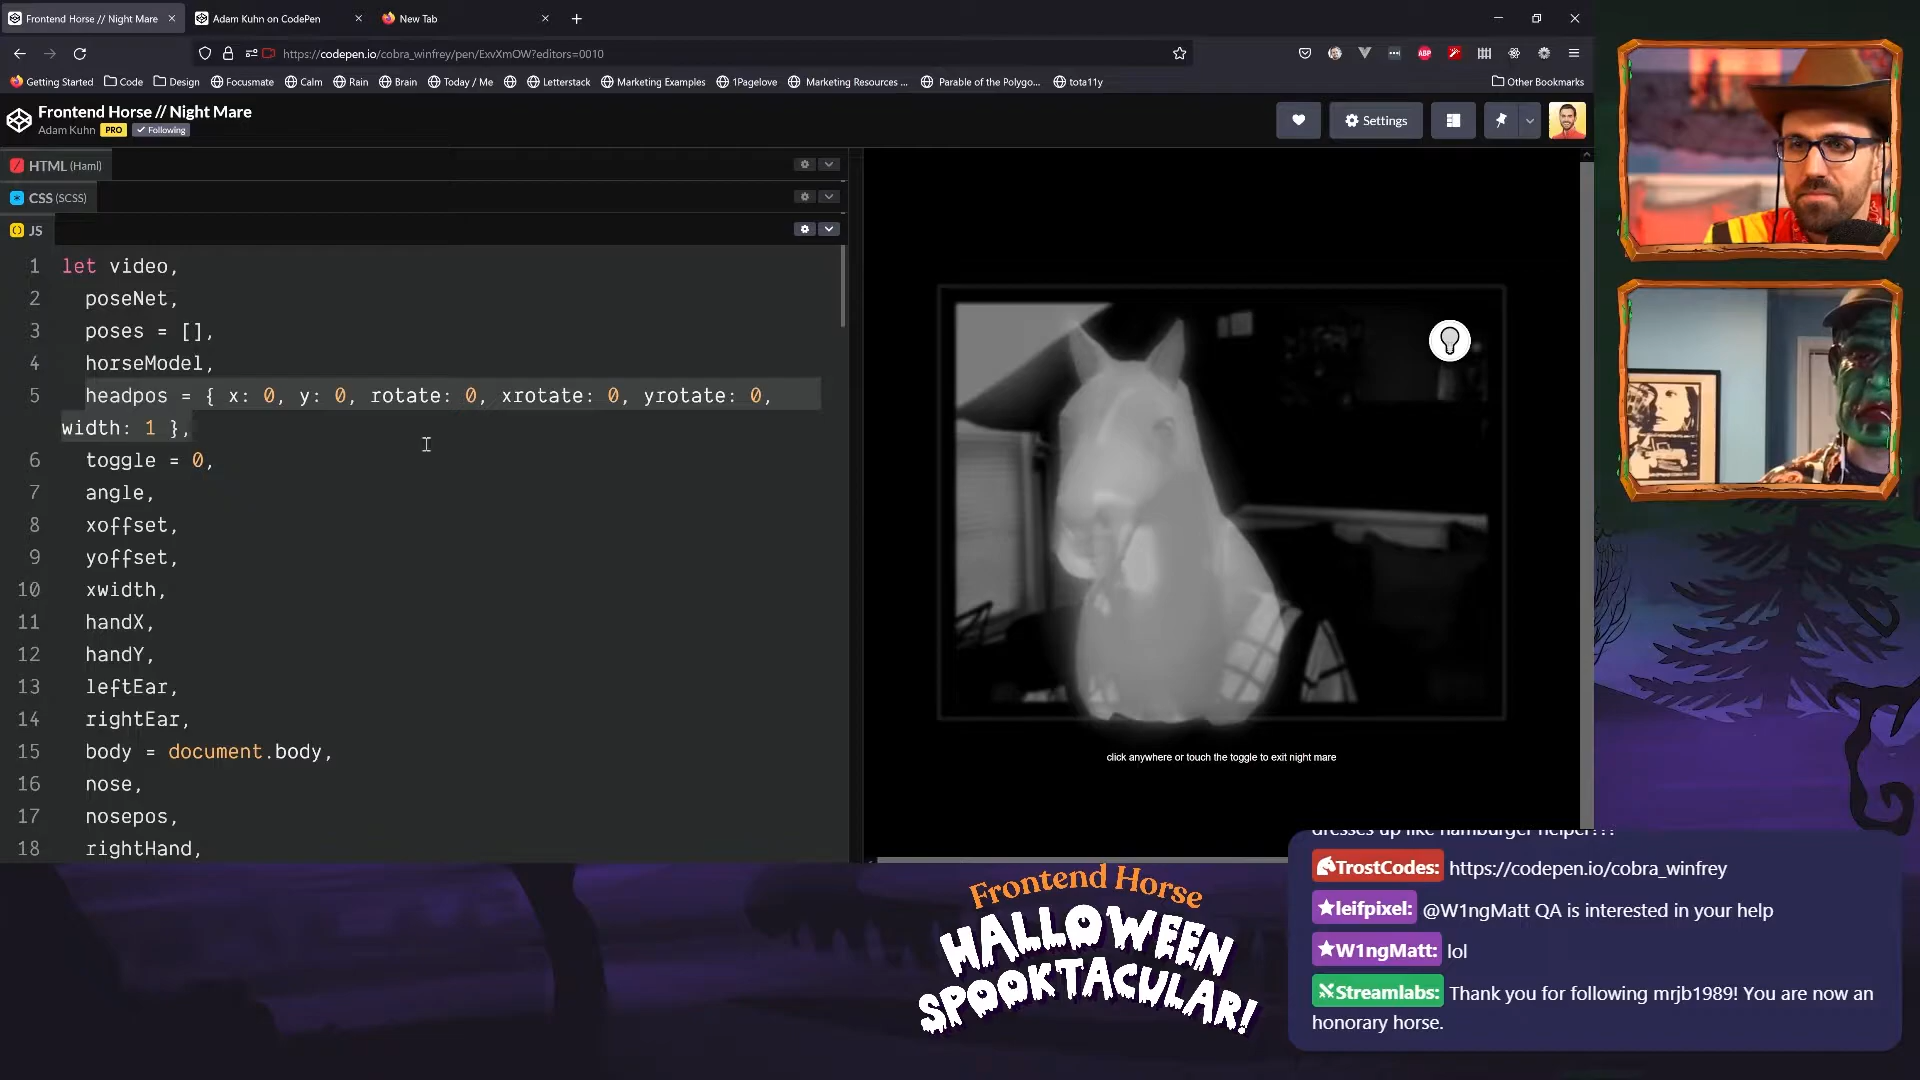 Frontend Horse // Night Mare
Adam Kuhn on CodePen
New Tab
https://codepen.io/cobra_winfrey/pen/ExvXmOW?editors=0010
Getting Started
Code
Design
Focusmate
Calm
Rain
Brain
Today / Me
Letterstack
Marketing Examples
1Pagelove
Marketing Resources ...
Parable of the Polygo...
tota11y
Other Bookmarks
Frontend Horse // Night Mare
Adam Kuhn PRO ✓ Following
Settings
HTML (Haml)
CSS (SCSS)
JS
1 let video,
2 poseNet,
3 poses = [],
4 horseModel,
5 headpos = { x: 0, y: 0, rotate: 0, xrotate: 0, yrotate: 0,
width: 1 },
6 toggle = 0,
7 angle,
8 xoffset,
9 yoffset,
10 xwidth,
11 handX,
12 handY,
13 leftEar,
14 rightEar,
15 body = document.body,
16 nose,
17 nosepos,
18 rightHand,
click anywhere or touch the toggle to exit night mare
Frontend Horse
HALLOWEEN
SPOOKTACULAR!
dresses up like hamburger helper???
TrostCodes: https://codepen.io/cobra_winfrey
leifpixel: @W1ngMatt QA is interested in your help
W1ngMatt: lol
Streamlabs: Thank you for following mrjb1989! You are now an
honorary horse.